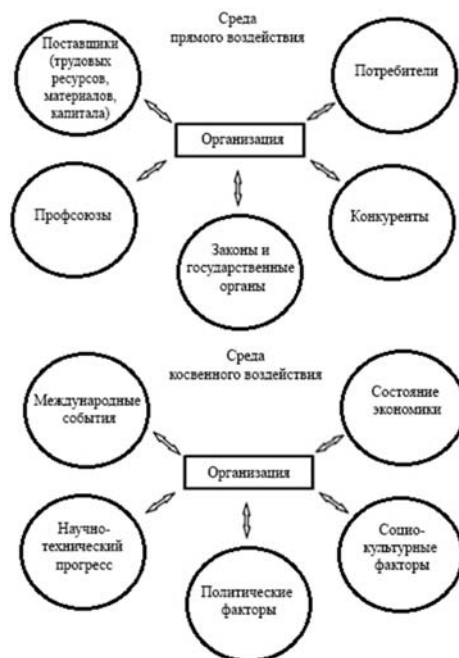 Среда
прямого воздействия
Поставщики
(трудовых
ресурсов,
материалов,
капитала)
Потребители
Организация
Профсоюзы
Конкуренты
Законы и
государственные
органы
Среда
косвенного воздействия
Международные
события
Состояние
экономики
Организация
Научно-
технический
прогресс
Социо-
культурные
факторы
Политические
факторы